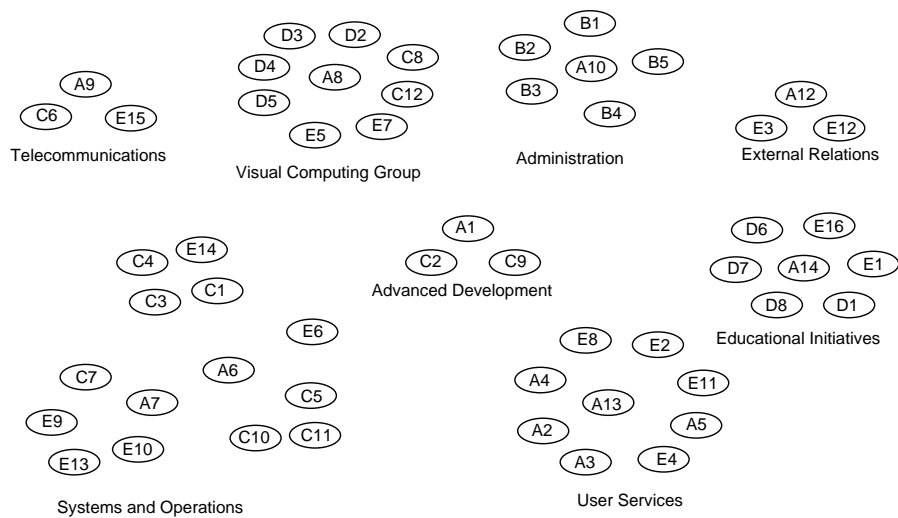 A9
C6
E15
Telecommunications
D3
D2
D4
A8
C8
D5
C12
E5
E7
Visual Computing Group
B1
B2
A10
B5
B3
B4
Administration
A12
E3
E12
External Relations
C4
E14
C3
C1
E6
C7
A7
A6
C5
E9
E10
C10
C11
E13
Systems and Operations
A1
C2
C9
Advanced Development
D6
E16
D7
A14
E1
D8
D1
Educational Initiatives
E8
E2
A4
A13
E11
A2
A5
A3
E4
User Services